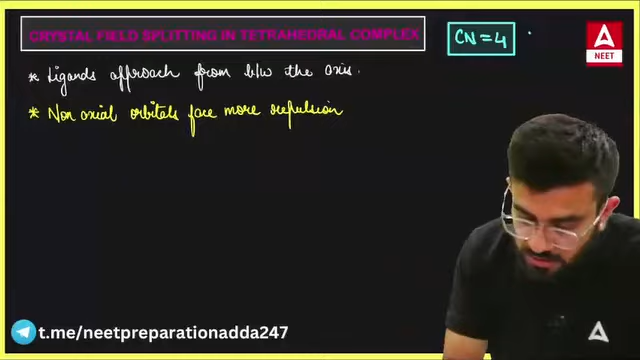 CRYSTAL FIELD SPLITTING IN TETRAHEDRAL COMPLEX
CN = 4
A
NEET
* Ligands approach from b/w the axis.
* Non axial orbitals face more repulsion
A
t.me/neetpreparationadda247